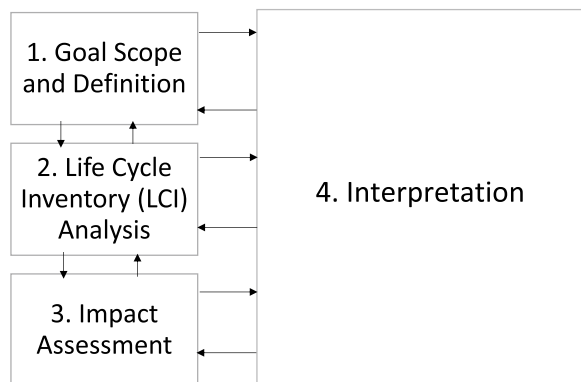 1. Goal Scope
and Definition
2. Life Cycle
Inventory (LCI)
Analysis
3. Impact
Assessment
4. Interpretation